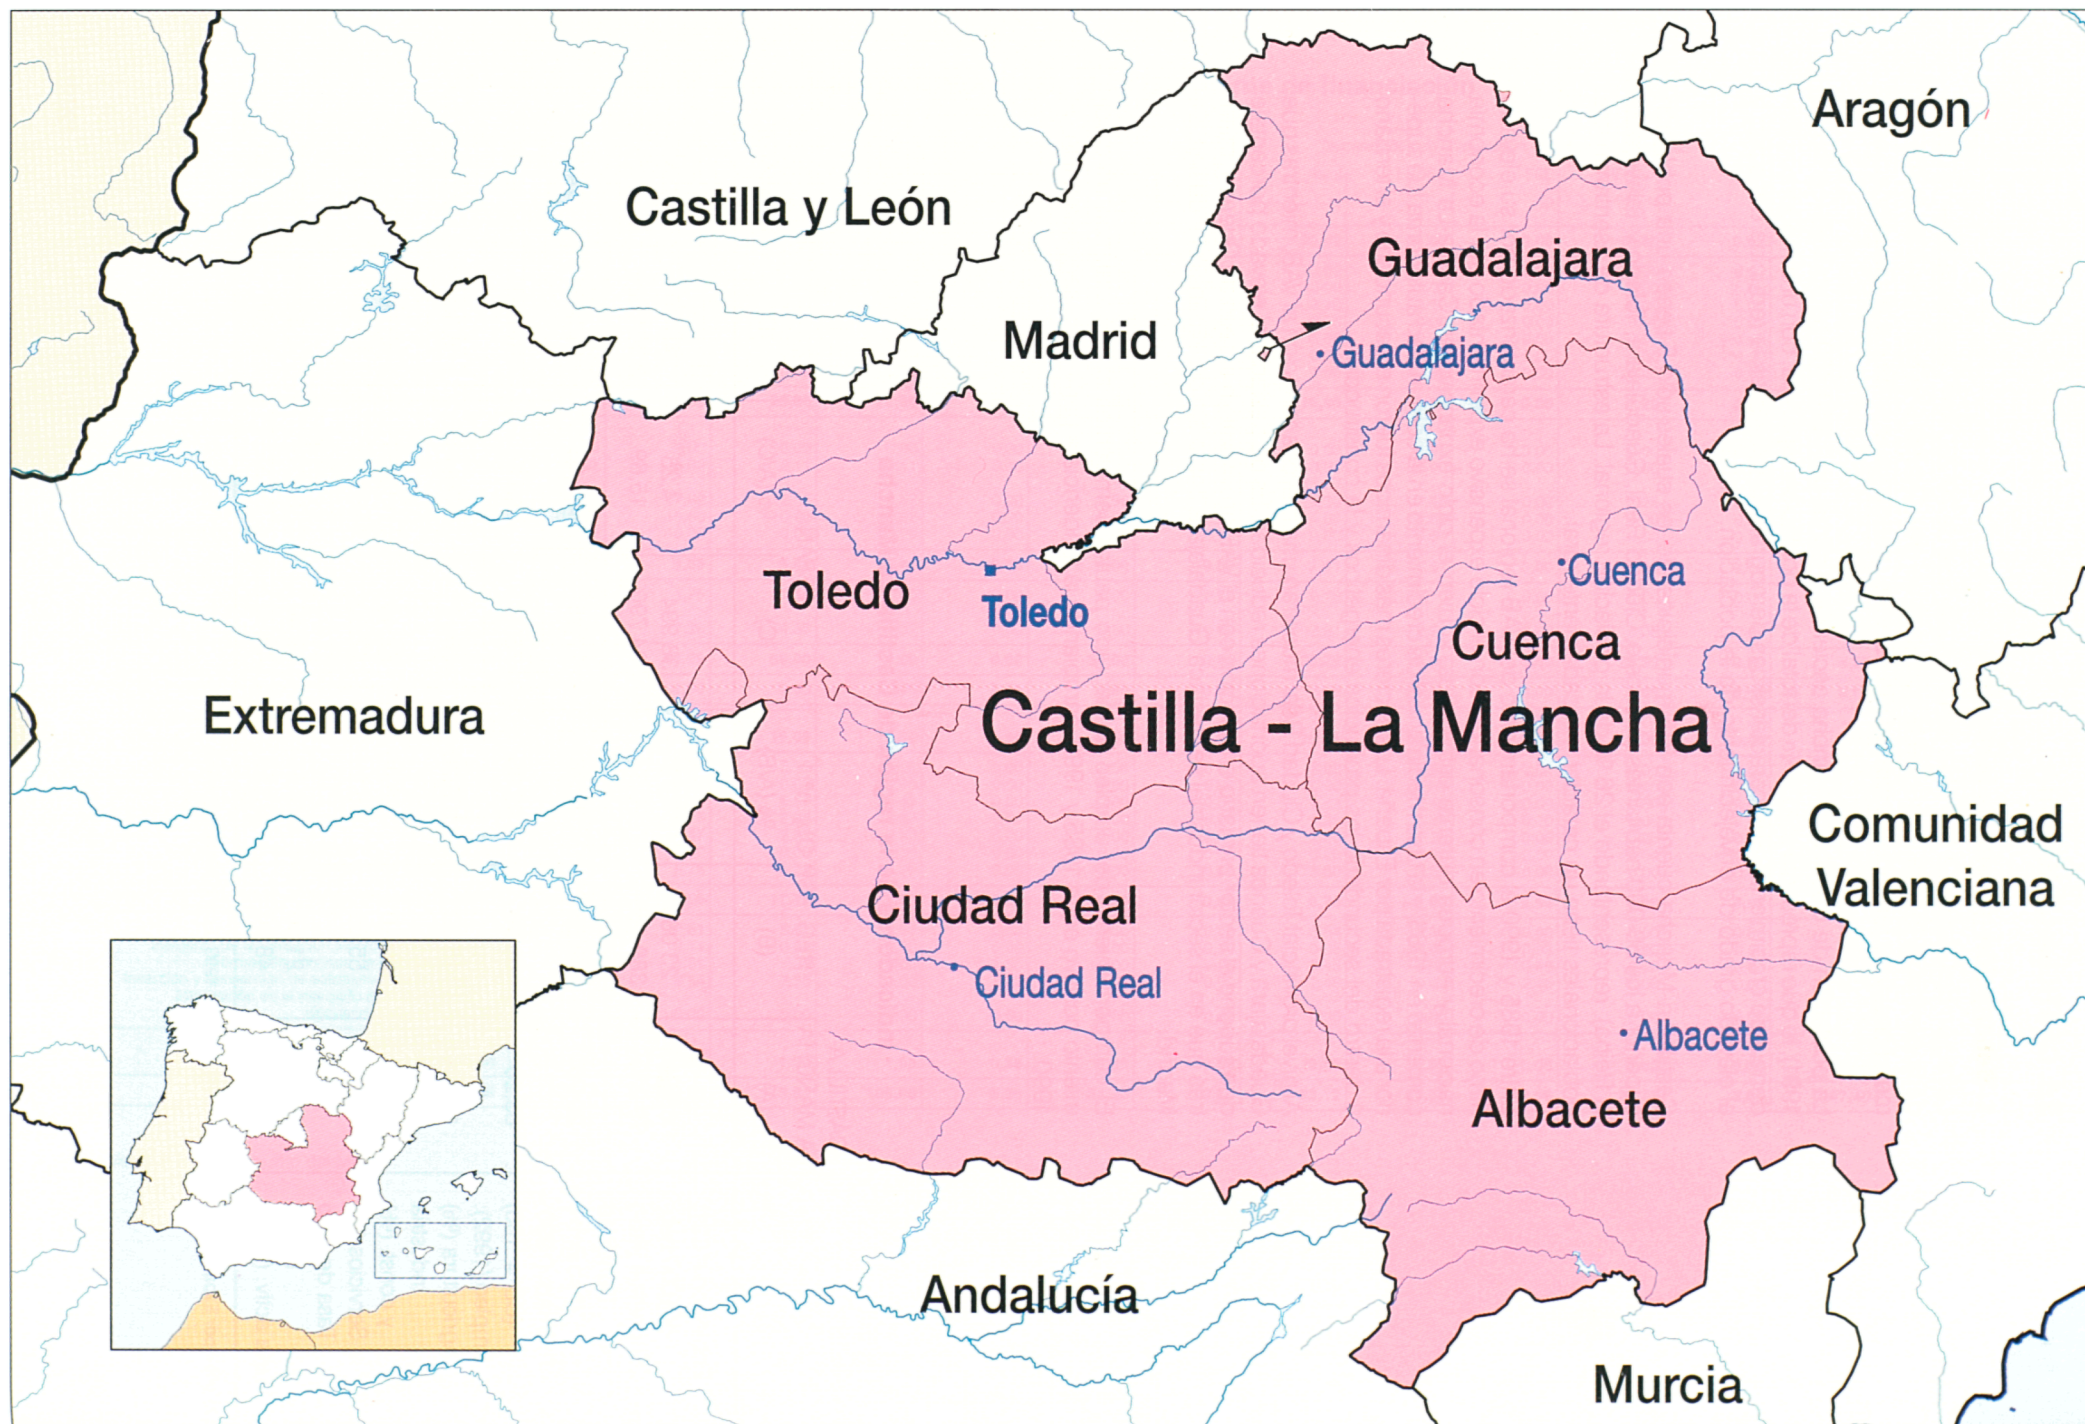 Aragón
Castilla y León
Guadalajara
Madrid
Guadalajara
Cuenca
Toledo
Toledo
Cuenca
Extremadura
Castilla - La Mancha
Comunidad
Valenciana
Ciudad Real
Ciudad Real
Albacete
Albacete
Andalucía
Murcia